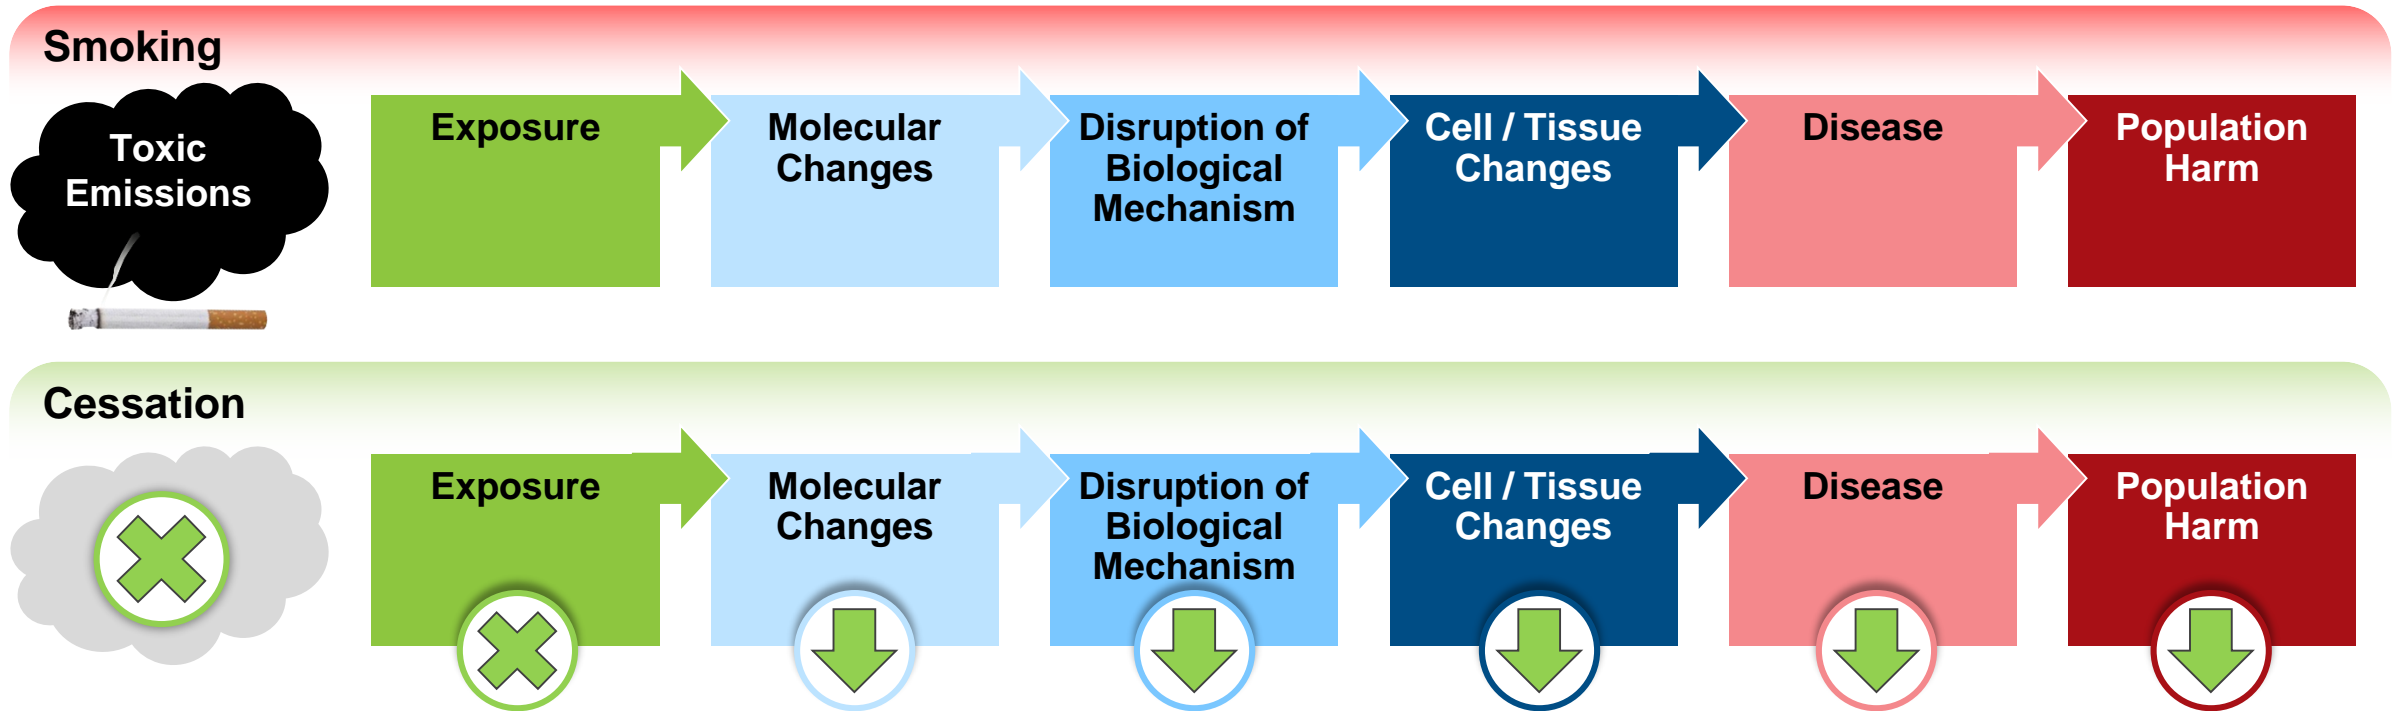 Smoking
Toxic
Emissions
Exposure
Molecular
Changes
Disruption of
Biological
Mechanism
Cell / Tissue
Changes
Disease
Population
Harm
Cessation
Exposure
Molecular
Changes
Disruption of
Biological
Mechanism
Cell / Tissue
Changes
Disease
Population
Harm